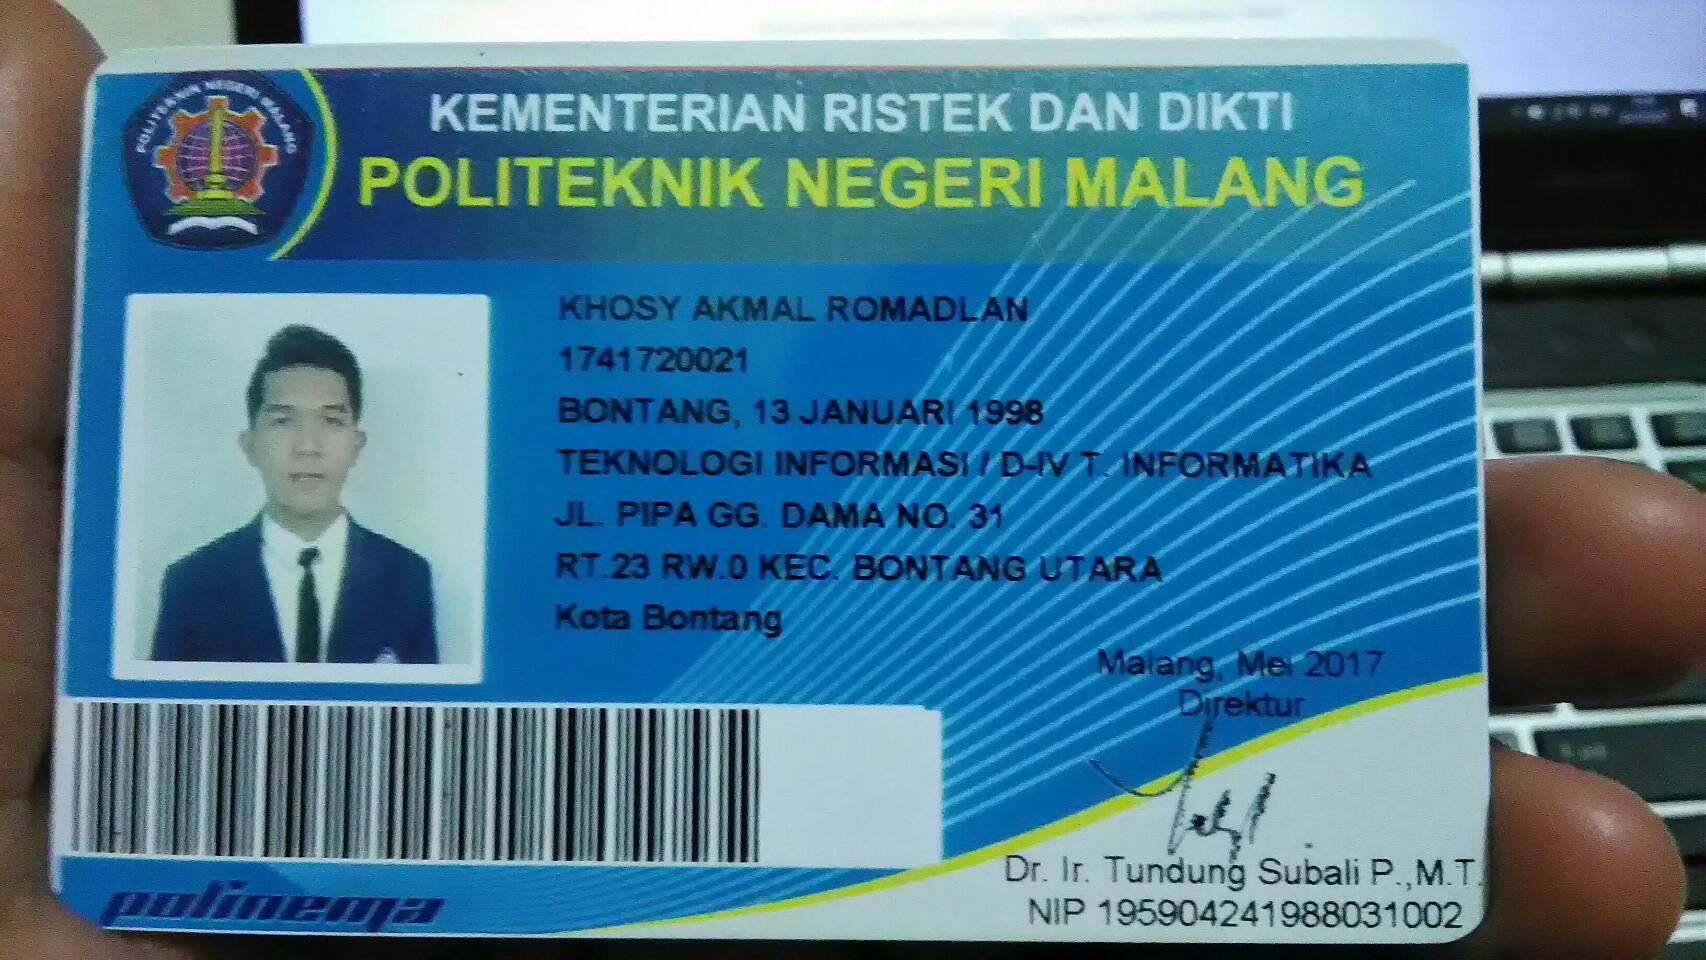 POLITEKNIK NEGERI MALANG
KEMENTERIAN RISTEK DAN DIKTI
POLITEKNIK NEGERI MALANG
KHOSY AKMAL ROMADLAN
1741720021
BONTANG, 13 JANUARI 1998
TEKNOLOGI INFORMASI / D-IV T. INFORMATIKA
JL. PIPA GG. DAMA NO. 31
RT.23 RW.0 KEC. BONTANG UTARA
Kota Bontang
Malang, Mei 2017
Direktur
Dr. Ir. Tundung Subali P.,M.T.
NIP 195904241988031002
polinema